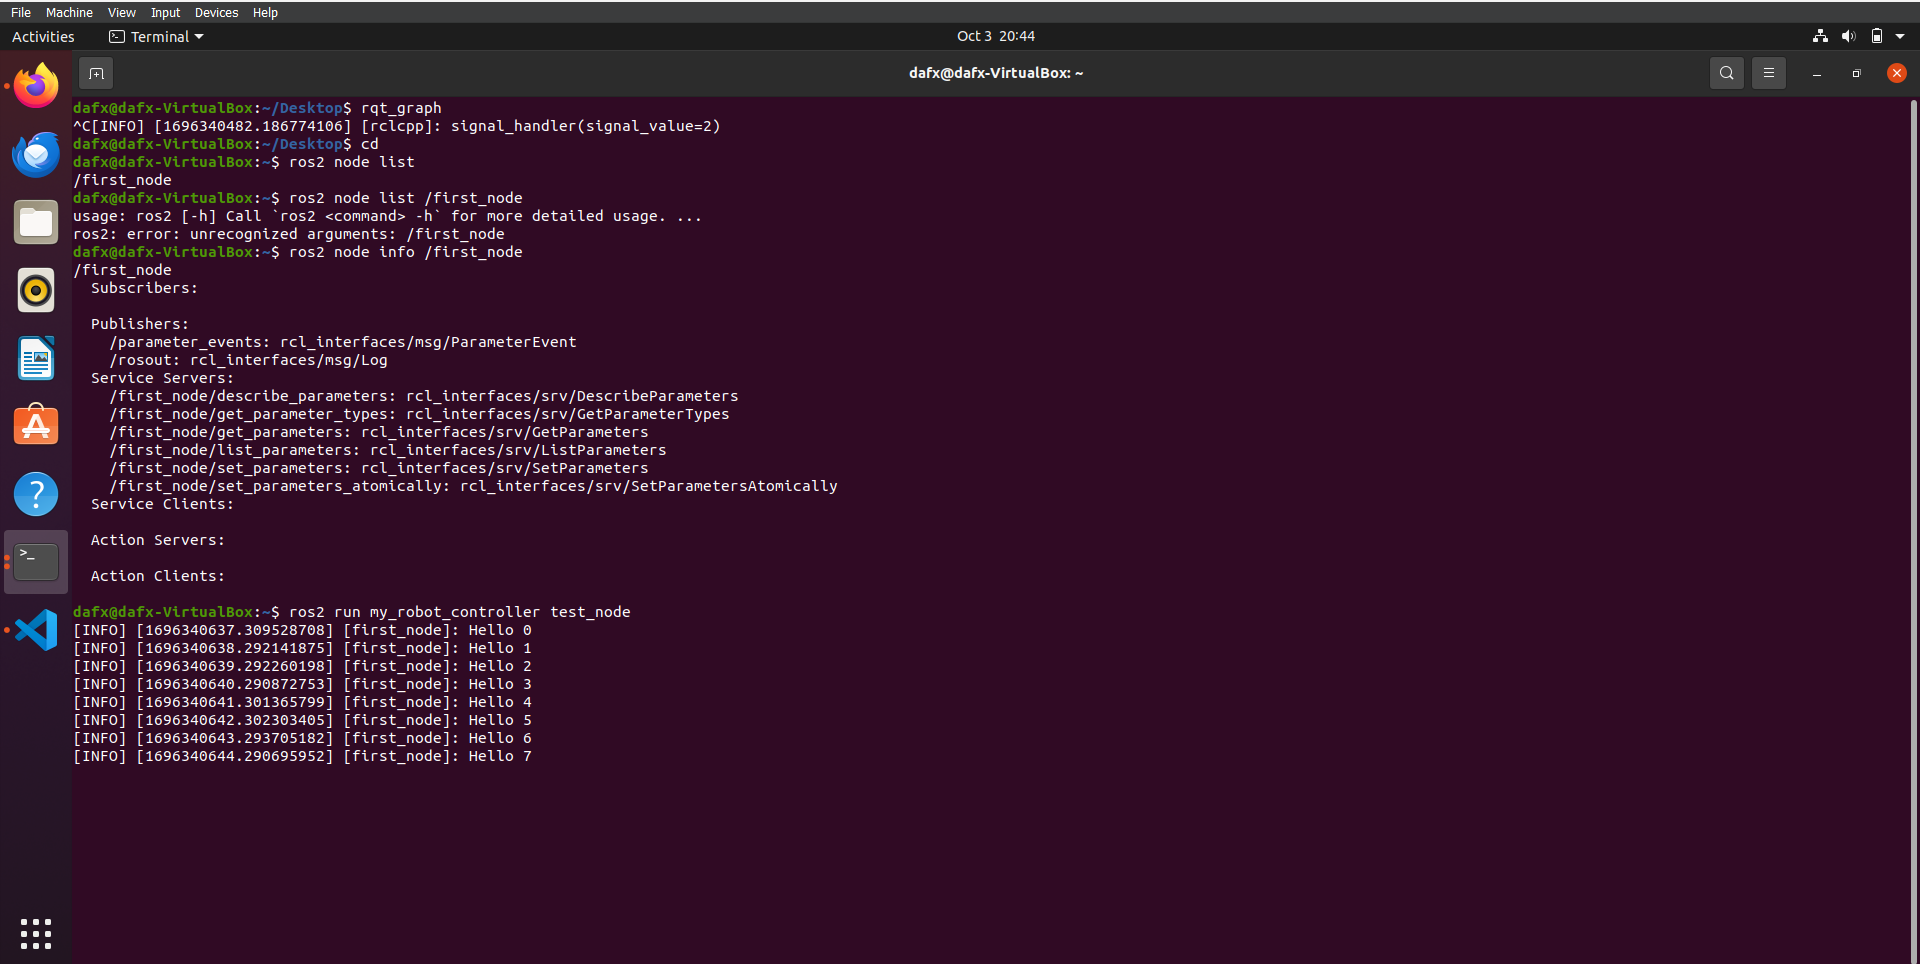 File Machine View Input Devices Help
Activities Terminal Oct 3 20:44
dafx@dafx-VirtualBox: ~
dafx@dafx-VirtualBox:~/Desktop$ rqt_graph
^C[INFO] [1696340482.186774106] [rclcpp]: signal_handler(signal_value=2)
dafx@dafx-VirtualBox:~/Desktop$ cd
dafx@dafx-VirtualBox:~$ ros2 node list
/first_node
dafx@dafx-VirtualBox:~$ ros2 node list /first_node
usage: ros2 [-h] Call `ros2 <command> -h` for more detailed usage. ...
ros2: error: unrecognized arguments: /first_node
dafx@dafx-VirtualBox:~$ ros2 node info /first_node
/first_node
  Subscribers:

  Publishers:
    /parameter_events: rcl_interfaces/msg/ParameterEvent
    /rosout: rcl_interfaces/msg/Log
  Service Servers:
    /first_node/describe_parameters: rcl_interfaces/srv/DescribeParameters
    /first_node/get_parameter_types: rcl_interfaces/srv/GetParameterTypes
    /first_node/get_parameters: rcl_interfaces/srv/GetParameters
    /first_node/list_parameters: rcl_interfaces/srv/ListParameters
    /first_node/set_parameters: rcl_interfaces/srv/SetParameters
    /first_node/set_parameters_atomically: rcl_interfaces/srv/SetParametersAtomically
  Service Clients:

  Action Servers:

  Action Clients:

dafx@dafx-VirtualBox:~$ ros2 run my_robot_controller test_node
[INFO] [1696340637.309528708] [first_node]: Hello 0
[INFO] [1696340638.292141875] [first_node]: Hello 1
[INFO] [1696340639.292260198] [first_node]: Hello 2
[INFO] [1696340640.290872753] [first_node]: Hello 3
[INFO] [1696340641.301365799] [first_node]: Hello 4
[INFO] [1696340642.302303405] [first_node]: Hello 5
[INFO] [1696340643.293705182] [first_node]: Hello 6
[INFO] [1696340644.290695952] [first_node]: Hello 7